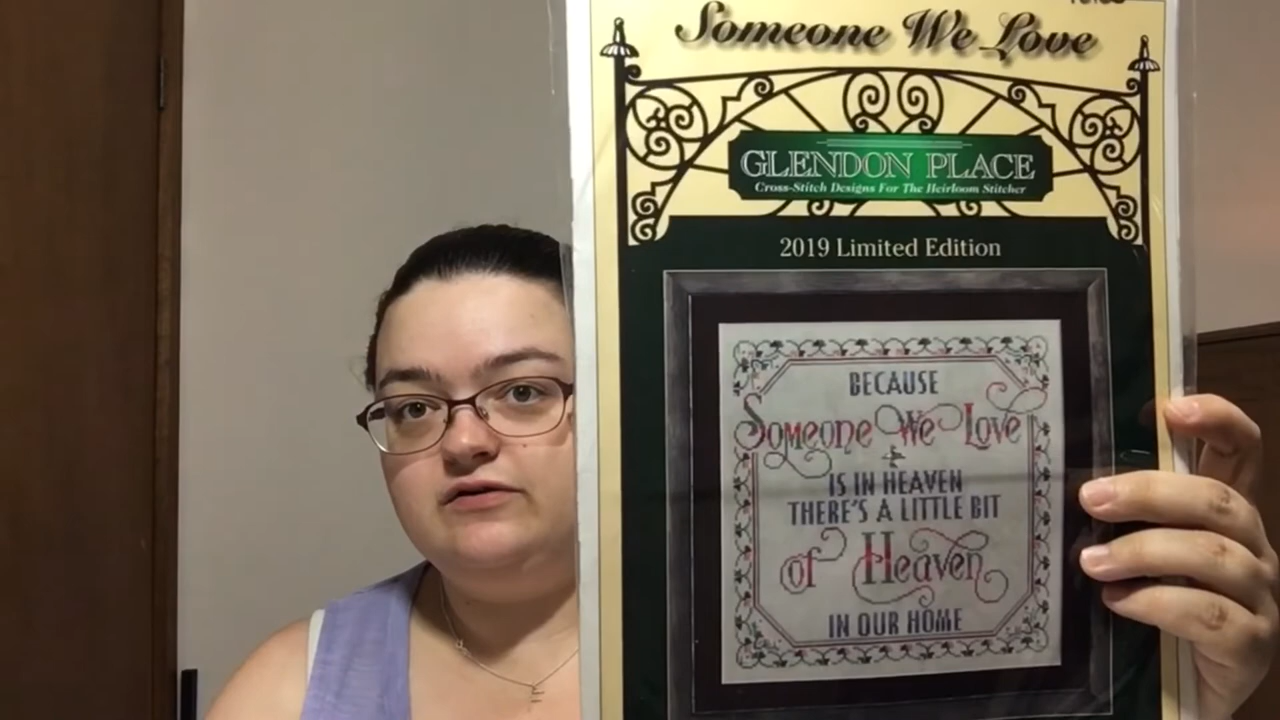 Someone We Love
GLENDON PLACE
Cross-Stitch Designs For The Heirloom Stitcher
2019 Limited Edition
BECAUSE
Someone We Love
IS IN HEAVEN
THERE'S A LITTLE BIT
of Heaven
IN OUR HOME